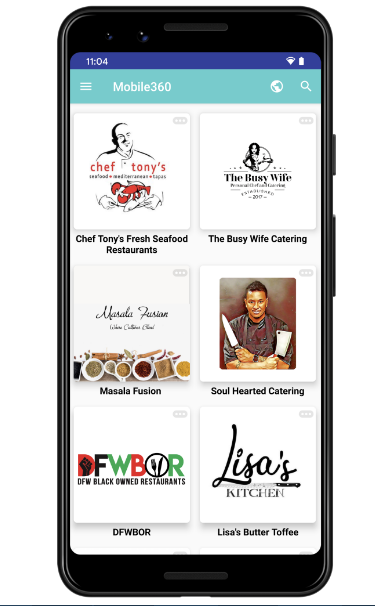 11:04
Mobile360
chef tony's
seafood • mediterranean • tapas
Chef Tony's Fresh Seafood
Restaurants
The Busy Wife
Personal Chef and Catering
ESTABLISHED
2017
The Busy Wife Catering
Masala Fusion
Where Cultures Blend
Masala Fusion
Soul Hearted Catering
DFWBOR
DFW BLACK OWNED RESTAURANTS
DFWBOR
Lisa's
KITCHEN
Lisa's Butter Toffee